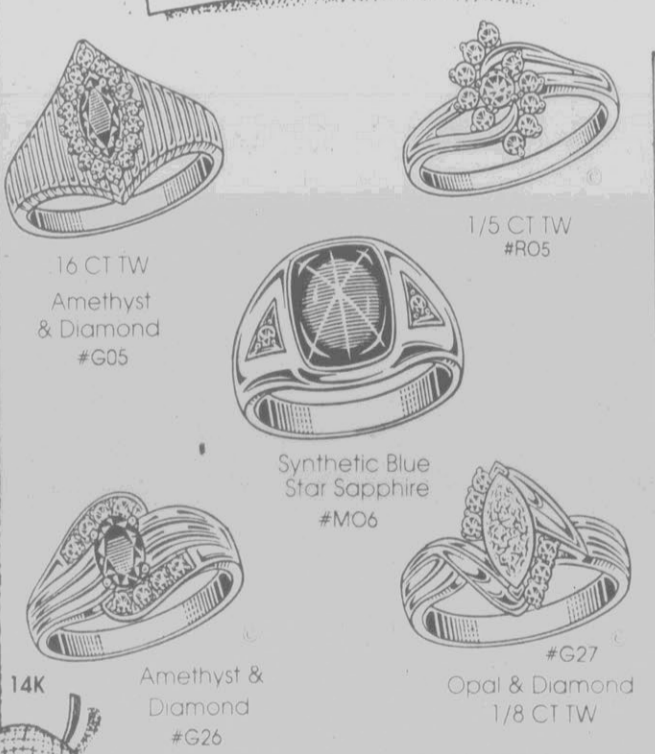 .16 CT TW
Amethyst
& Diamond
#G05
1/5 CT TW
#R05
Synthetic Blue
Star Sapphire
#M06
14K
Amethyst &
Diamond
#G26
#G27
Opal & Diamond
1/8 CT TW